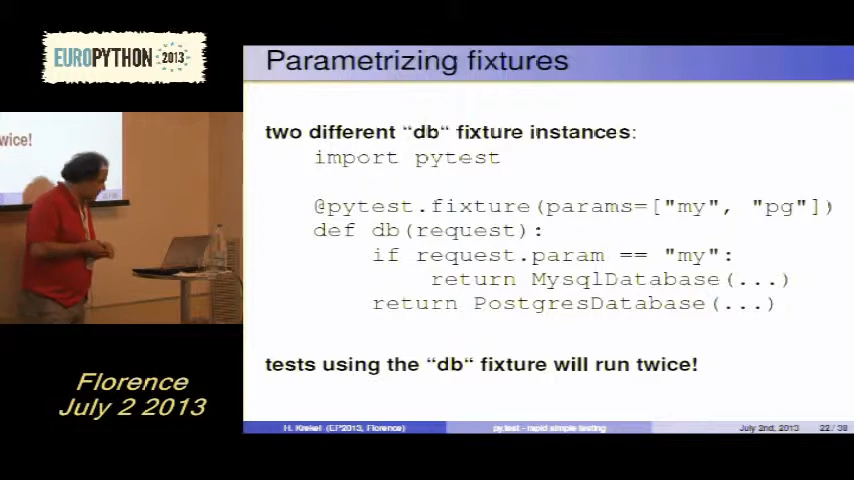 EUROPYTHON 2013
wice!
Florence
July 2 2013
Parametrizing fixtures
two different “db“ fixture instances:
import pytest
@pytest.fixture(params=["my", "pg"])
def db(request):
if request.param == "my":
return MysqlDatabase(...)
return PostgresDatabase(...)
tests using the “db“ fixture will run twice!
H. Krekel (EP2013, Florence)
py.test - rapid simple testing
July 2nd, 2013
22 / 38